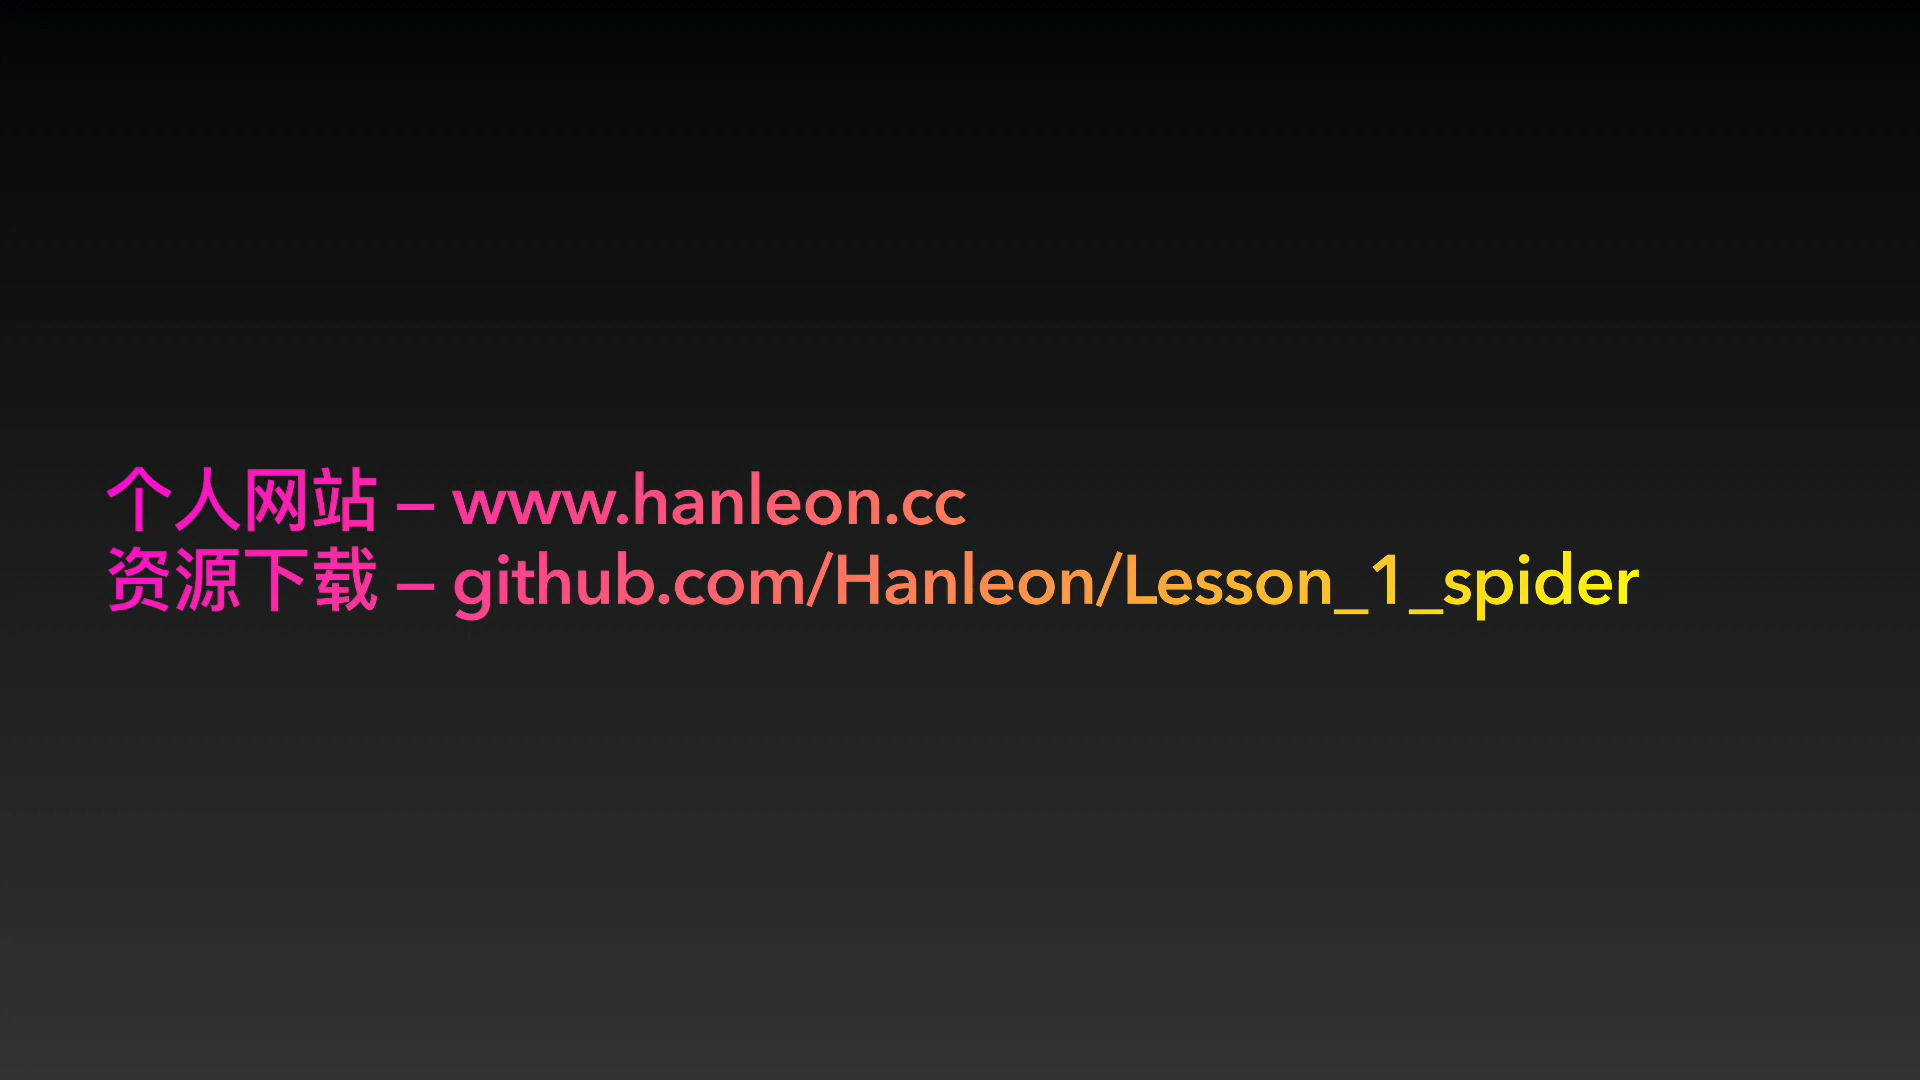 个人网站 – www.hanleon.cc
资源下载 – github.com/Hanleon/Lesson_1_spider